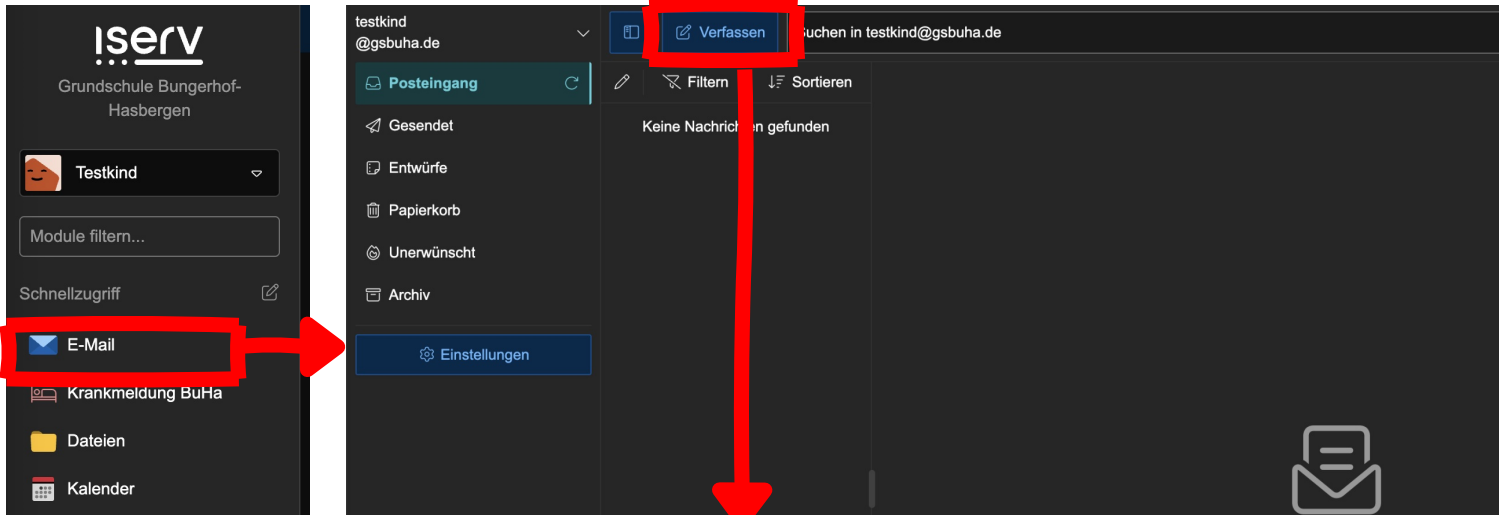 ISerV
Grundschule Bungerhof-
Hasbergen
Testkind
Module filtern...
Schnellzugriff
E-Mail
Krankmeldung BuHa
Dateien
Kalender
testkind
@gsbuha.de
Posteingang
Gesendet
Entwürfe
Papierkorb
Unerwünscht
Archiv
Einstellungen
Verfassen
Suchen in testkind@gsbuha.de
Filtern
Sortieren
Keine Nachrichten gefunden